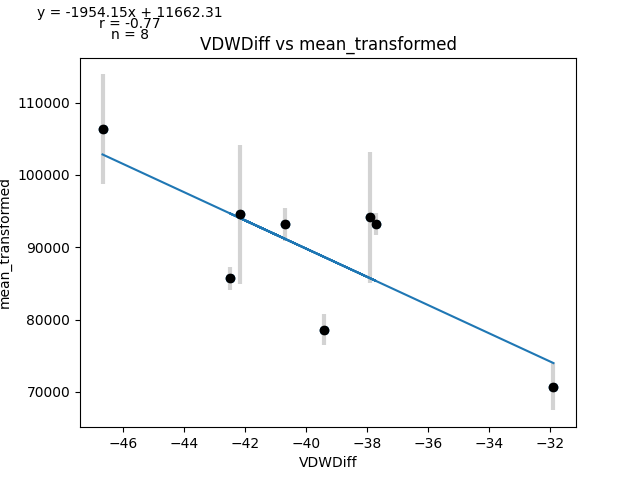 y = -1954.15x + 11662.31
r = -0.77
n = 8
VDWDiff vs mean_transformed
mean_transformed
110000
100000
90000
80000
70000
−46
−44
−42
−40
−38
−36
−34
−32
VDWDiff